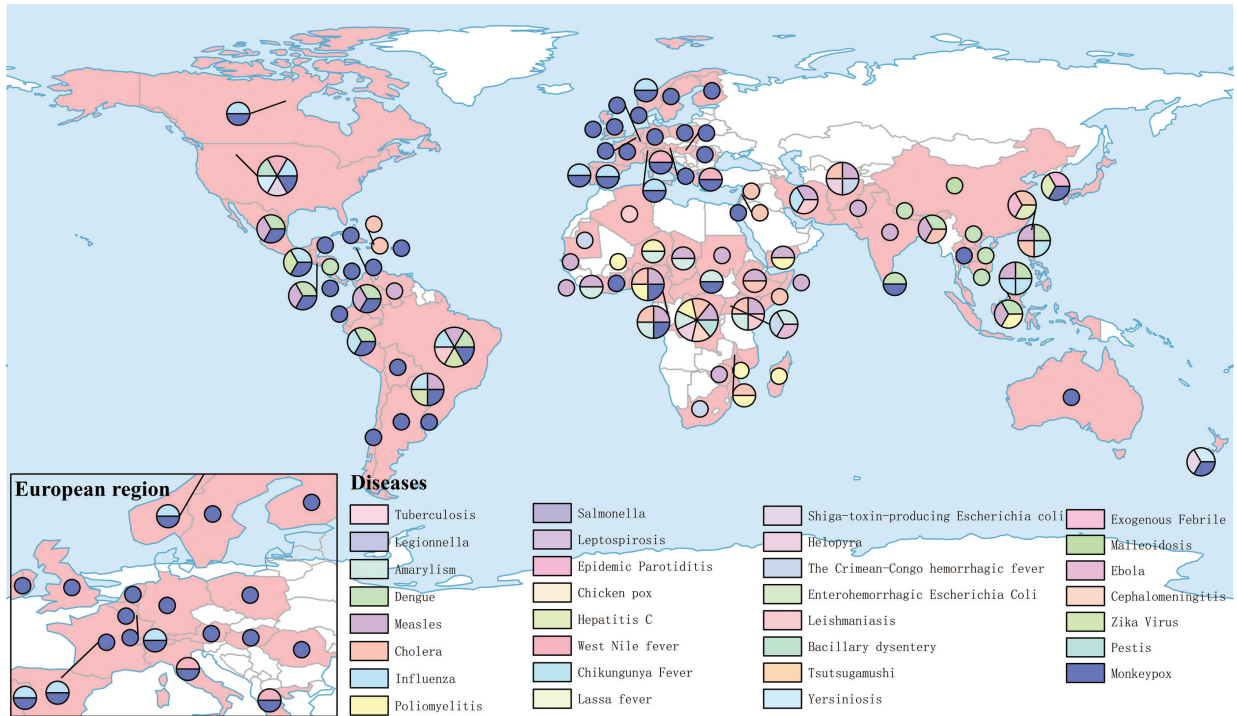 European region
Diseases
Tuberculosis
Legionnella
Amarylism
Dengue
Measles
Cholera
Influenza
Poliomyelitis
Salmonella
Leptospirosis
Epidemic Parotiditis
Chicken pox
Hepatitis C
West Nile fever
Chikungunya Fever
Lassa fever
Shiga-toxin-producing Escherichia coli
Helopyra
The Crimean-Congo hemorrhagic fever
Enterohemorrhagic Escherichia Coli
Leishmaniasis
Bacillary dysentery
Tsutsugamushi
Yersiniosis
Exogenous Febrile
Malleoidosis
Ebola
Cephalomeningitis
Zika Virus
Pestis
Monkeypox